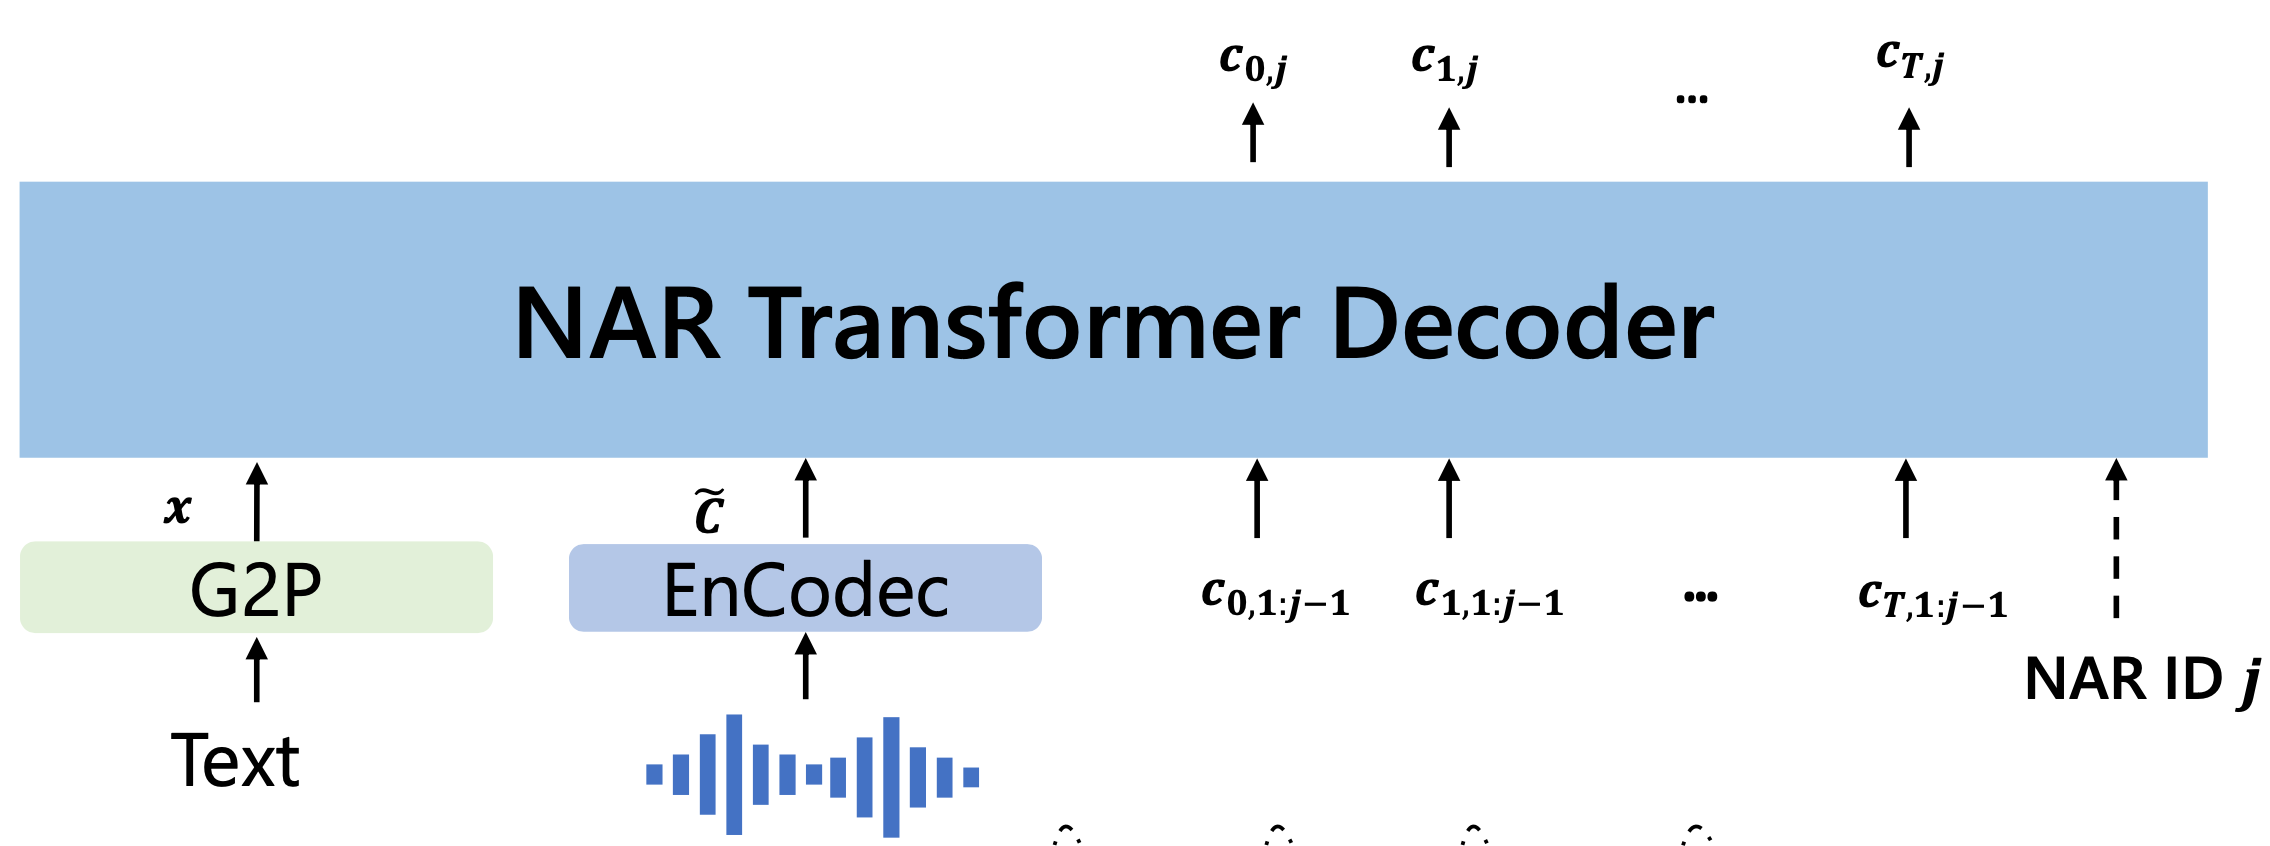 c0,j c1,j ... cT,j
NAR Transformer Decoder
x C̃
G2P EnCodec
c0,1:j−1 c1,1:j−1 ... cT,1:j−1
NAR ID j
Text